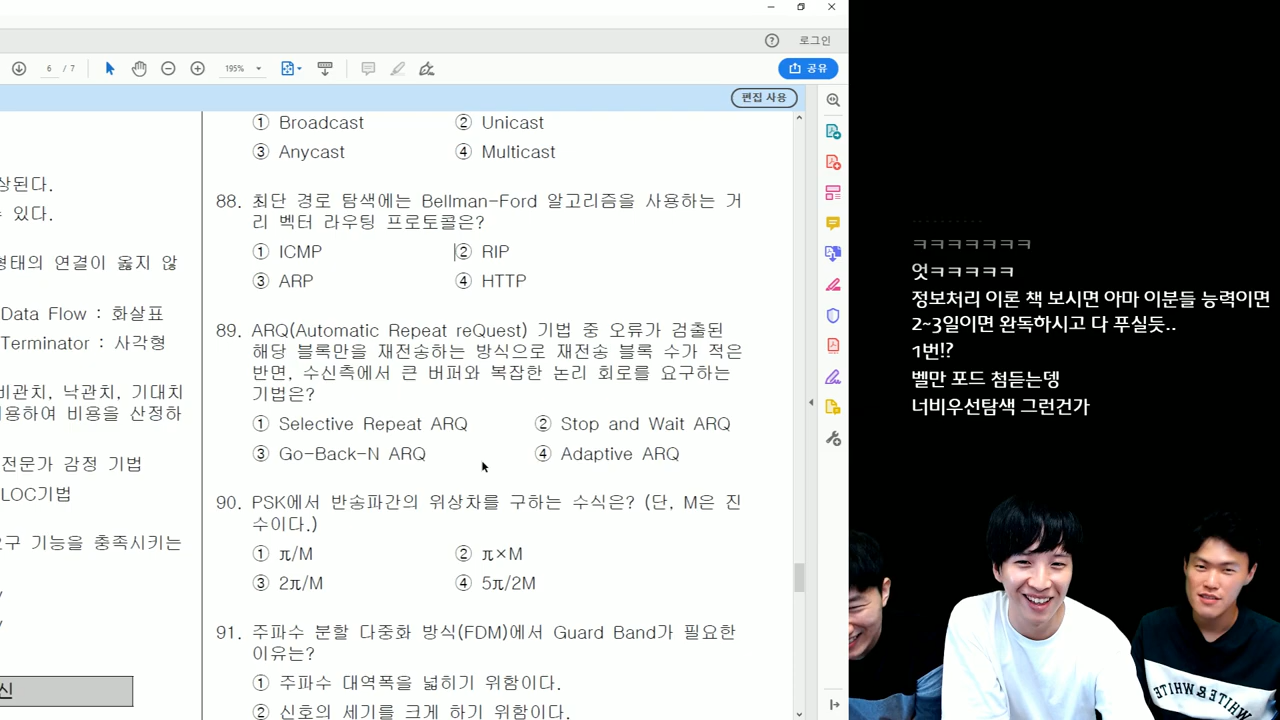 로그인
6 / 7
195%
공유
편집 사용
상된다.
있다.
형태의 연결이 옳지 않
Data Flow : 화살표
Terminator : 사각형
비관치, 낙관치, 기대치
용하여 비용을 산정하
전문가 감정 기법
LOC기법
구 기능을 충족시키는
신
① Broadcast ② Unicast
③ Anycast ④ Multicast
88. 최단 경로 탐색에는 Bellman-Ford 알고리즘을 사용하는 거
리 벡터 라우팅 프로토콜은?
① ICMP ② RIP
③ ARP ④ HTTP
89. ARQ(Automatic Repeat reQuest) 기법 중 오류가 검출된
해당 블록만을 재전송하는 방식으로 재전송 블록 수가 적은
반면, 수신측에서 큰 버퍼와 복잡한 논리 회로를 요구하는
기법은?
① Selective Repeat ARQ ② Stop and Wait ARQ
③ Go-Back-N ARQ ④ Adaptive ARQ
90. PSK에서 반송파간의 위상차를 구하는 수식은? (단, M은 진
수이다.)
① π/M ② π×M
③ 2π/M ④ 5π/2M
91. 주파수 분할 다중화 방식(FDM)에서 Guard Band가 필요한
이유는?
① 주파수 대역폭을 넓히기 위함이다.
② 신호의 세기를 크게 하기 위함이다.
..........
ㅋㅋㅋㅋㅋㅋㅋ
엇ㅋㅋㅋㅋㅋ
정보처리 이론 책 보시면 아마 이분들 능력이면
2~3일이면 완독하시고 다 푸실듯..
1번!?
벨만 포드 첨듣는뎅
너비우선탐색 그런건가
WHITE&WHITE